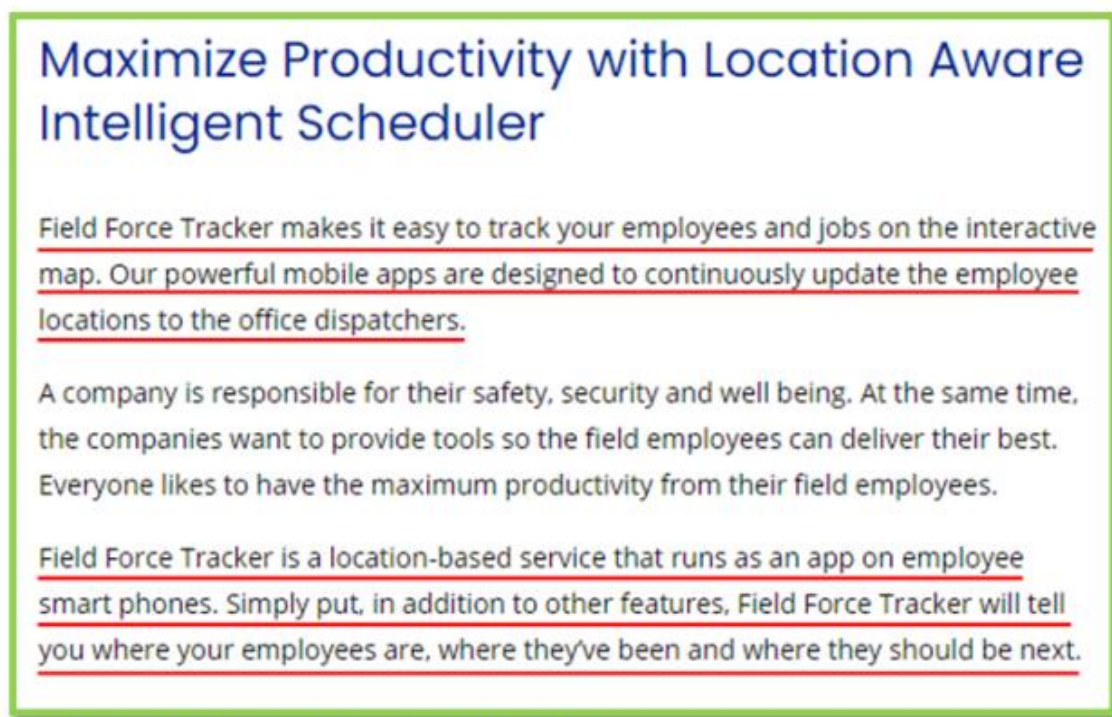 Maximize Productivity with Location Aware
Intelligent Scheduler
Field Force Tracker makes it easy to track your employees and jobs on the interactive
map. Our powerful mobile apps are designed to continuously update the employee
locations to the office dispatchers.
A company is responsible for their safety, security and well being. At the same time,
the companies want to provide tools so the field employees can deliver their best.
Everyone likes to have the maximum productivity from their field employees.
Field Force Tracker is a location-based service that runs as an app on employee
smart phones. Simply put, in addition to other features, Field Force Tracker will tell
you where your employees are, where they've been and where they should be next.